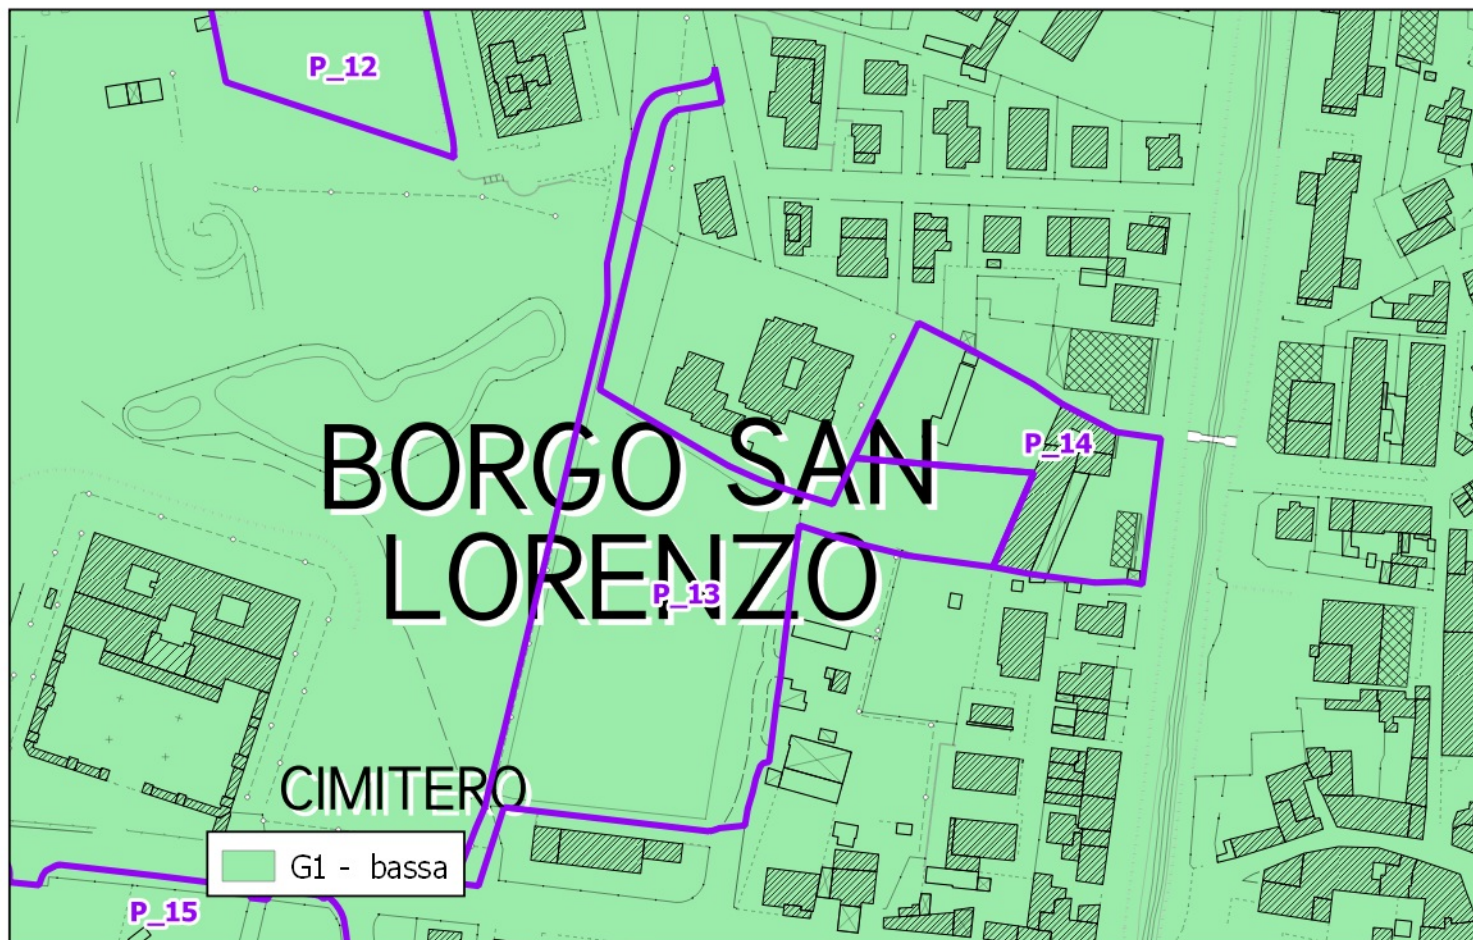 P_12
P_14
BORGO SAN
LORENZO
P_13
CIMITERO
G1 - bassa
P_15